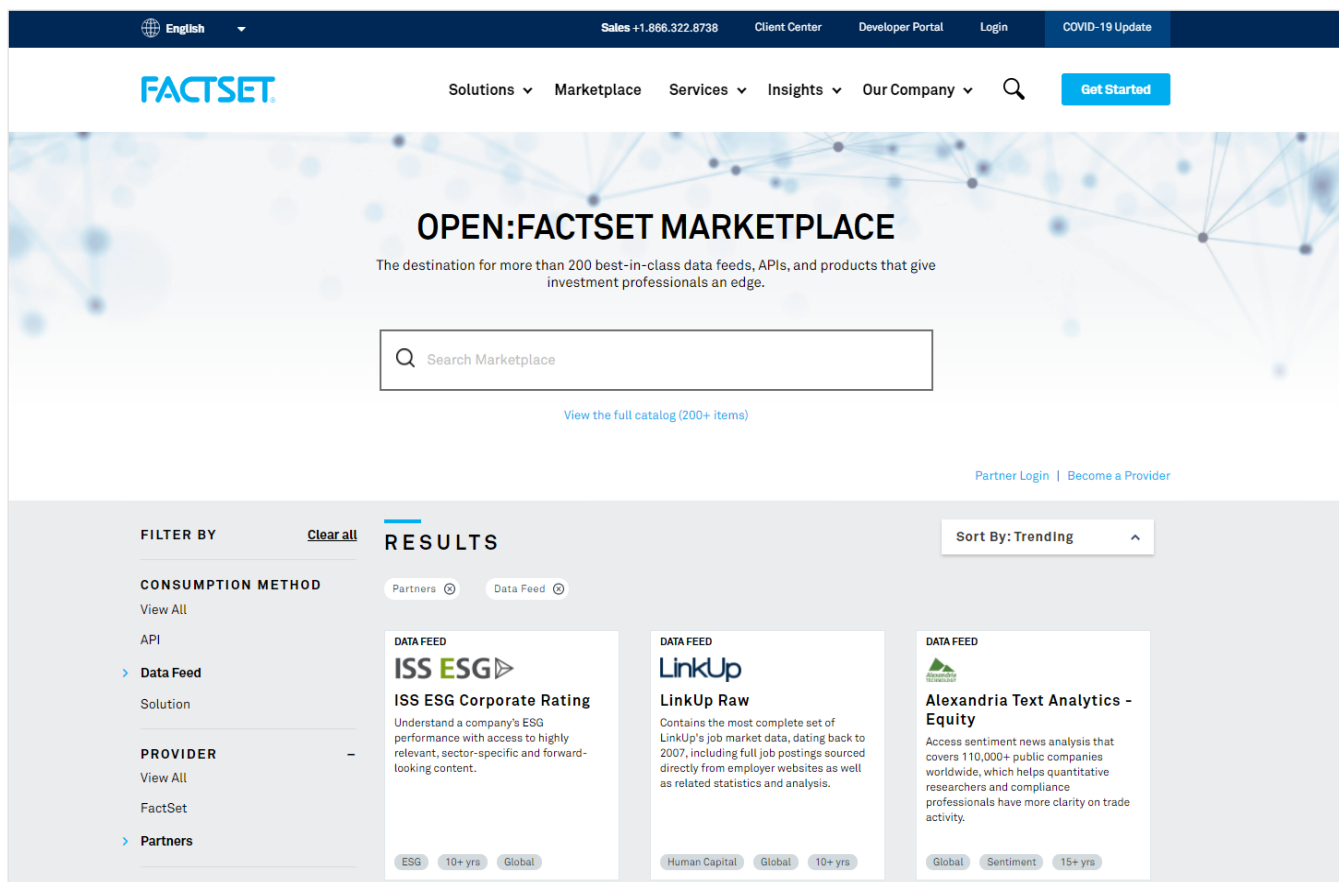 English
Sales +1.866.322.8738
Client Center
Developer Portal
Login
COVID-19 Update
FACTSET
Solutions
Marketplace
Services
Insights
Our Company
Get Started
OPEN:FACTSET MARKETPLACE
The destination for more than 200 best-in-class data feeds, APIs, and products that give
investment professionals an edge.
Search Marketplace
View the full catalog (200+ items)
Partner Login | Become a Provider
FILTER BY
Clear all
CONSUMPTION METHOD
View All
API
Data Feed
Solution
PROVIDER
View All
FactSet
Partners
RESULTS
Sort By: Trending
Partners
Data Feed
DATA FEED
ISS ESG
ISS ESG Corporate Rating
Understand a company's ESG
performance with access to highly
relevant, sector-specific and forward-
looking content.
ESG
10+ yrs
Global
DATA FEED
LinkUp
LinkUp Raw
Contains the most complete set of
LinkUp's job market data, dating back to
2007, including full job postings sourced
directly from employer websites as well
as related statistics and analysis.
Human Capital
Global
10+ yrs
DATA FEED
Alexandria
TECHNOLOGY
Alexandria Text Analytics -
Equity
Access sentiment news analysis that
covers 110,000+ public companies
worldwide, which helps quantitative
researchers and compliance
professionals have more clarity on trade
activity.
Global
Sentiment
15+ yrs